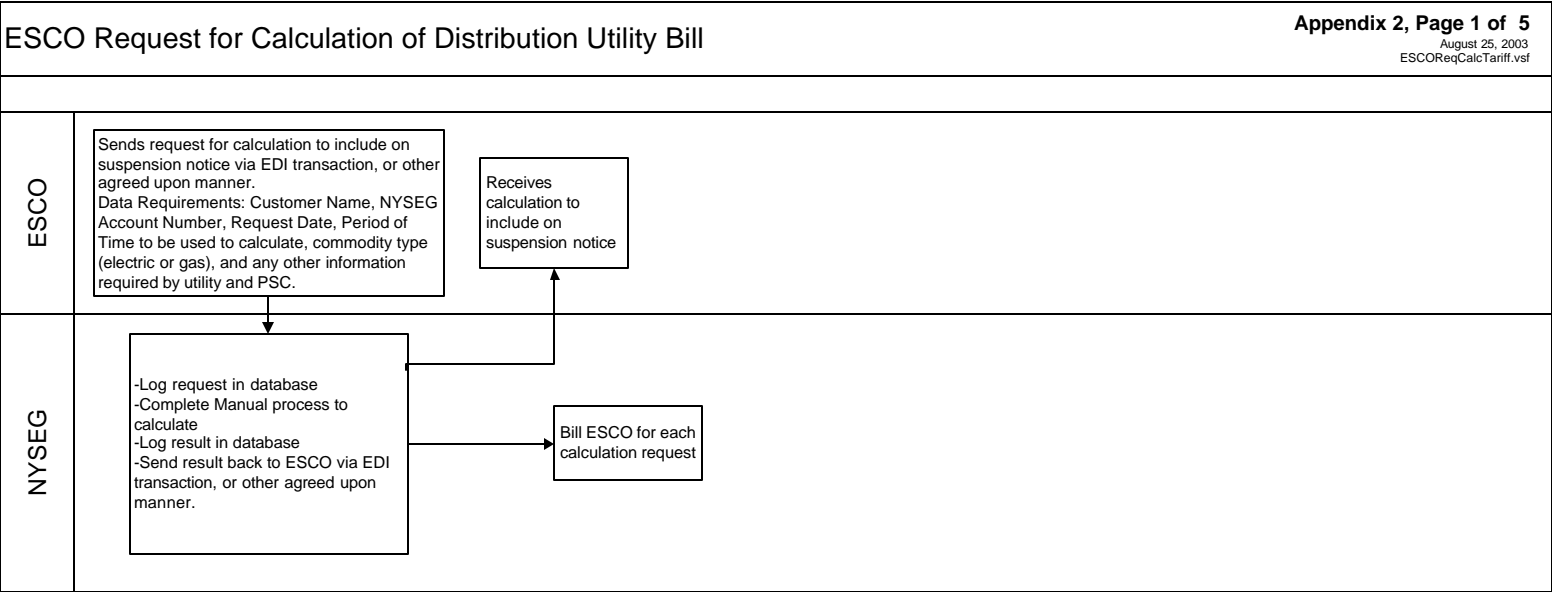 ESCO Request for Calculation of Distribution Utility Bill
Appendix 2, Page 1 of 5
August 25, 2003
ESCOReqCalcTariff.vsf
ESCO
Sends request for calculation to include on
suspension notice via EDI transaction, or other
agreed upon manner.
Data Requirements: Customer Name, NYSEG
Account Number, Request Date, Period of
Time to be used to calculate, commodity type
(electric or gas), and any other information
required by utility and PSC.
Receives
calculation to
include on
suspension notice
NYSEG
-Log request in database
-Complete Manual process to
calculate
-Log result in database
-Send result back to ESCO via EDI
transaction, or other agreed upon
manner.
Bill ESCO for each
calculation request